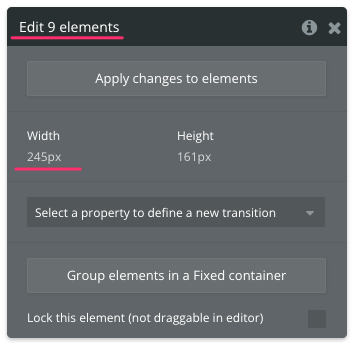 Edit 9 elements
Apply changes to elements
Width Height
245px 161px
Select a property to define a new transition
Group elements in a Fixed container
Lock this element (not draggable in editor)